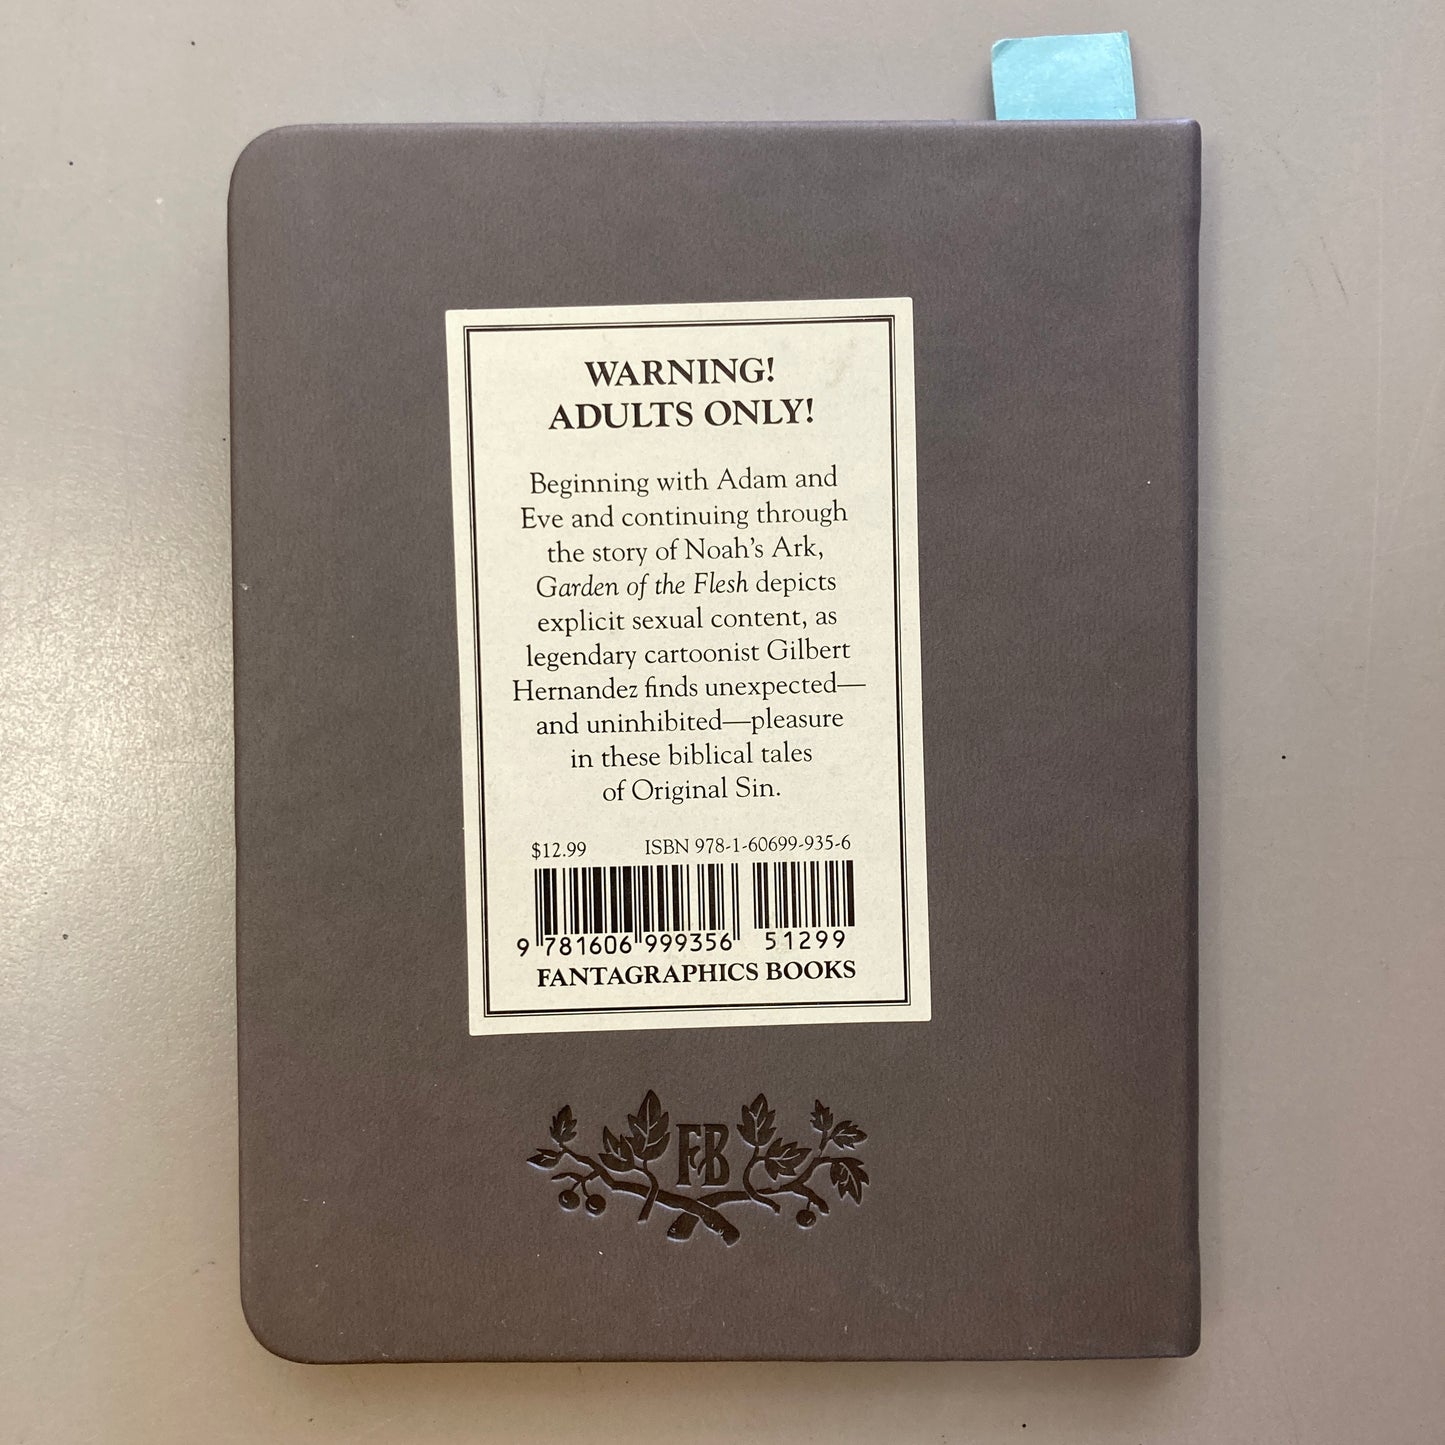 WARNING!
ADULTS ONLY!
Beginning with Adam and
Eve and continuing through
the story of Noah's Ark,
Garden of the Flesh depicts
explicit sexual content, as
legendary cartoonist Gilbert
Hernandez finds unexpected—
and uninhibited—pleasure
in these biblical tales
of Original Sin.
$12.99 ISBN 978-1-60699-935-6
9 781606 999356 51299
FANTAGRAPHICS BOOKS
FB